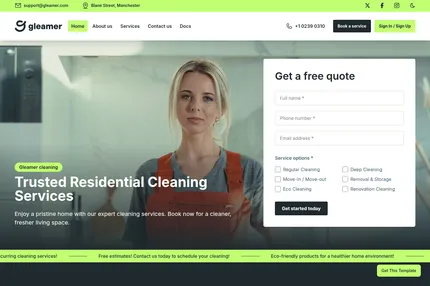 support@gleamer.com
Bland Street, Manchester
gleamer
Home
About us
Services
Contact us
Docs
+1 0239 0310
Book a service
Sign In / Sign Up
Get a free quote
Full name *
Phone number *
Email address *
Service options *
Regular Cleaning
Deep Cleaning
Move-in / Move-out
Removal & Storage
Eco Cleaning
Renovation Cleaning
Get started today
Gleamer cleaning
Trusted Residential Cleaning
Services
Enjoy a pristine home with our expert cleaning services. Book now for a cleaner,
fresher living space.
curring cleaning services!
Free estimates! Contact us today to schedule your cleaning!
Eco-friendly products for a healthier home environment!
Get This Template